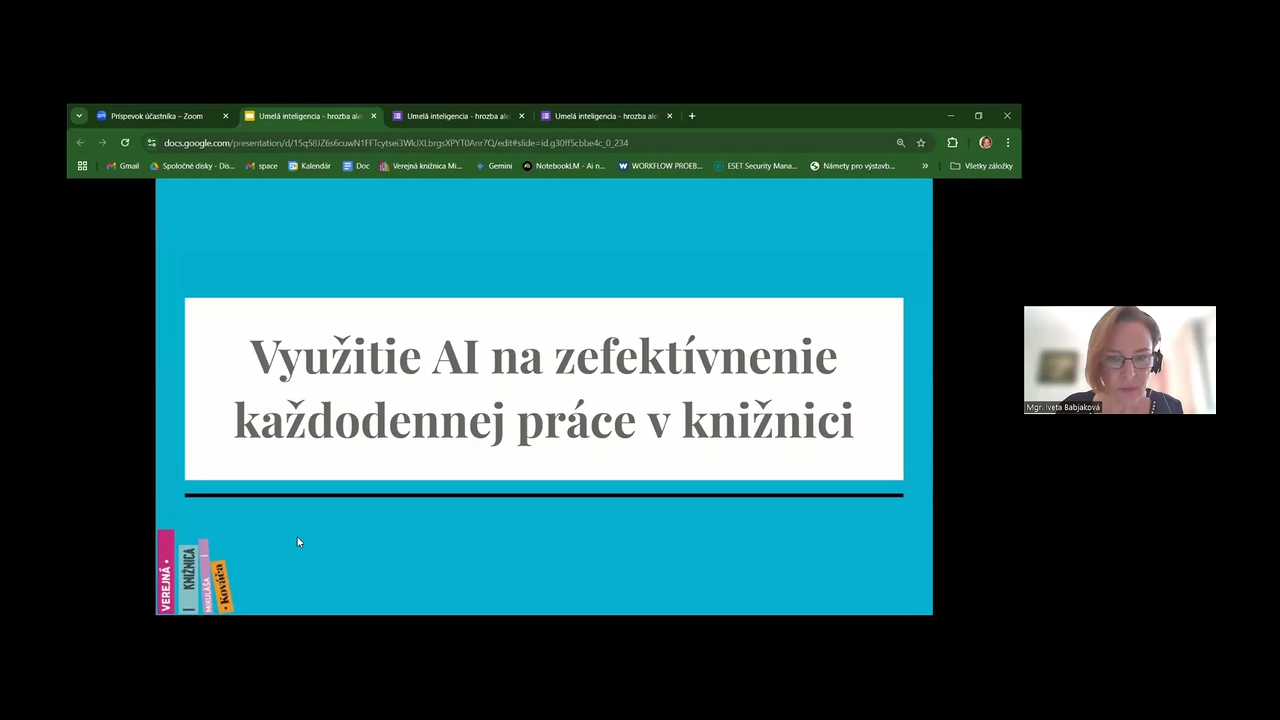 Príspevok účastníka – Zoom
Umelá inteligencia - hrozba ale
Umelá inteligencia - hrozba ale
Umelá inteligencia - hrozba ale
docs.google.com/presentation/d/15q58JZ6s6cuwN1FFTcytsei3WkJXLbrgsXPYT0Anr7Q/edit#slide=id.g30ff5cbbe4c_0_234
Gmail
Spoločné disky - Dis...
space
Kalendár
Doc
Verejná knižnica Mi...
Gemini
NotebookLM - Ai n...
WORKFLOW PROEB...
ESET Security Mana...
Námety pro výstavb...
»
Všetky záložky
Využitie AI na zefektívnenie
každodennej práce v knižnici
VEREJNÁ •
| KNIŽNICA
MIKULÁŠA |
• Kováča
Mgr. Iveta Babjaková